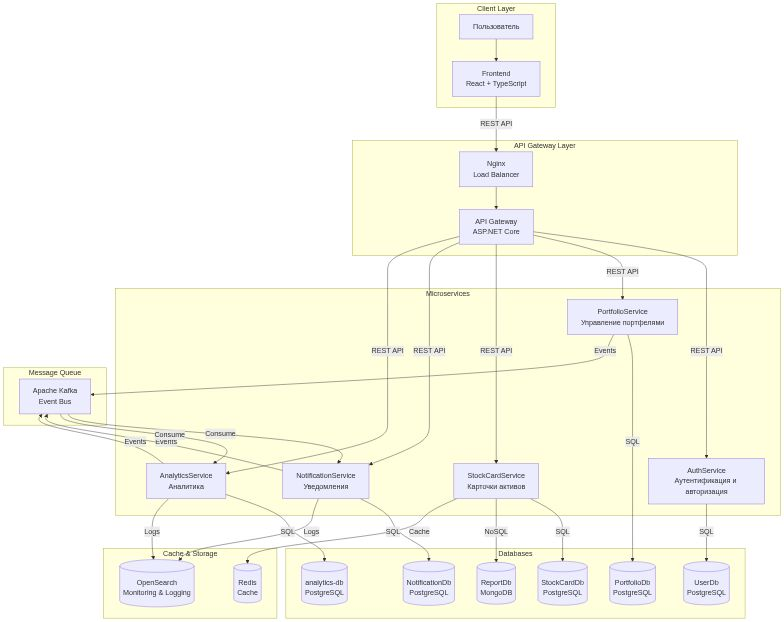 Client Layer
Пользователь
Frontend
React + TypeScript
REST API
API Gateway Layer
Nginx
Load Balancer
API Gateway
ASP.NET Core
REST API
Microservices
PortfolioService
Управление портфелями
REST API
REST API
REST API
REST API
Events
Message Queue
Apache Kafka
Event Bus
Consume
Consume
Events
Events
SQL
AnalyticsService
Аналитика
NotificationService
Уведомления
StockCardService
Карточки активов
AuthService
Аутентификация и
авторизация
Logs
SQL
Logs
SQL
Cache
NoSQL
SQL
SQL
Cache & Storage
Databases
OpenSearch
Monitoring & Logging
Redis
Cache
analytics-db
PostgreSQL
NotificationDb
PostgreSQL
ReportDb
MongoDB
StockCardDb
PostgreSQL
PortfolioDb
PostgreSQL
UserDb
PostgreSQL